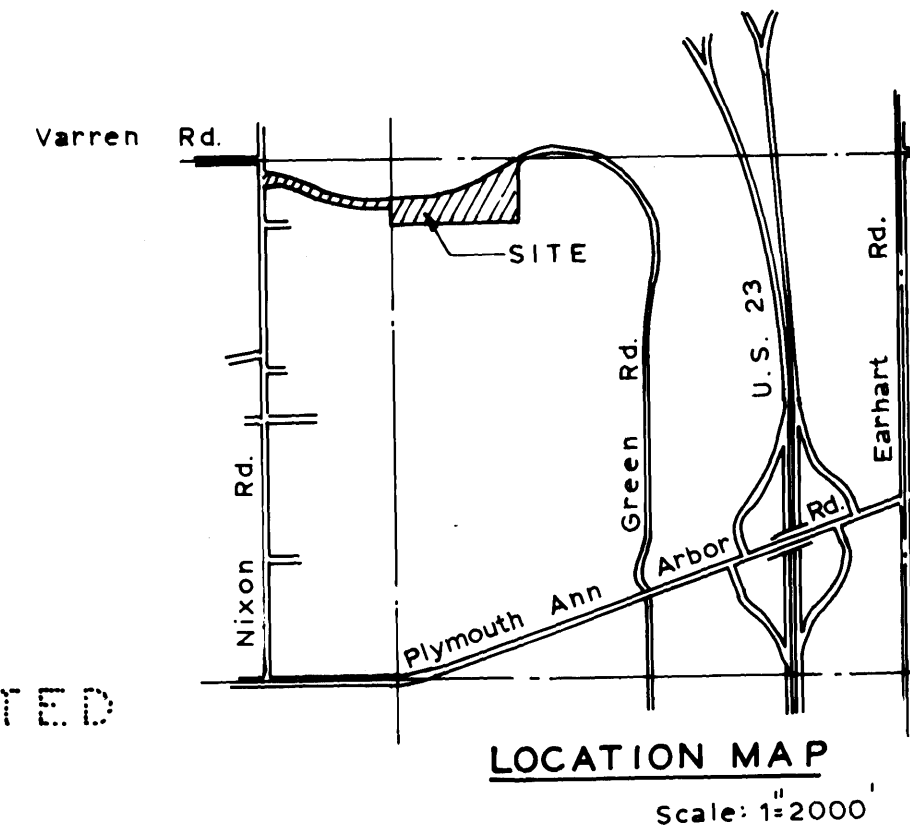 Varren Rd.
SITE
U.S. 23
Earhart Rd.
Green Rd.
Nixon Rd.
Plymouth Ann Arbor Rd.
TED
LOCATION MAP
Scale: 1"=2000'